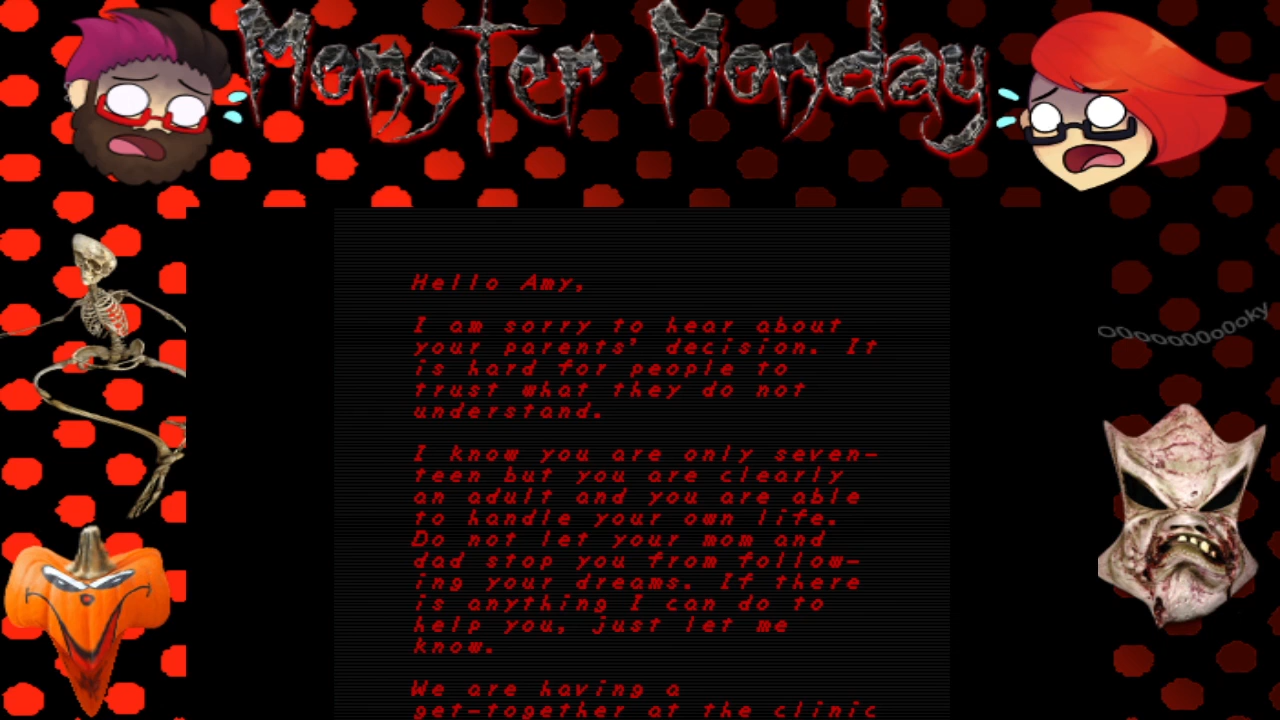 Monster Monday
Hello Amy,
I am sorry to hear about
your parents' decision. It
is hard for people to
trust what they do not
understand.
I know you are only seven-
teen but you are clearly
an adult and you are able
to handle your own life.
Do not let your mom and
dad stop you from follow-
ing your dreams. If there
is anything I can do to
help you, just let me
know.
We are having a
get-together at the clinic